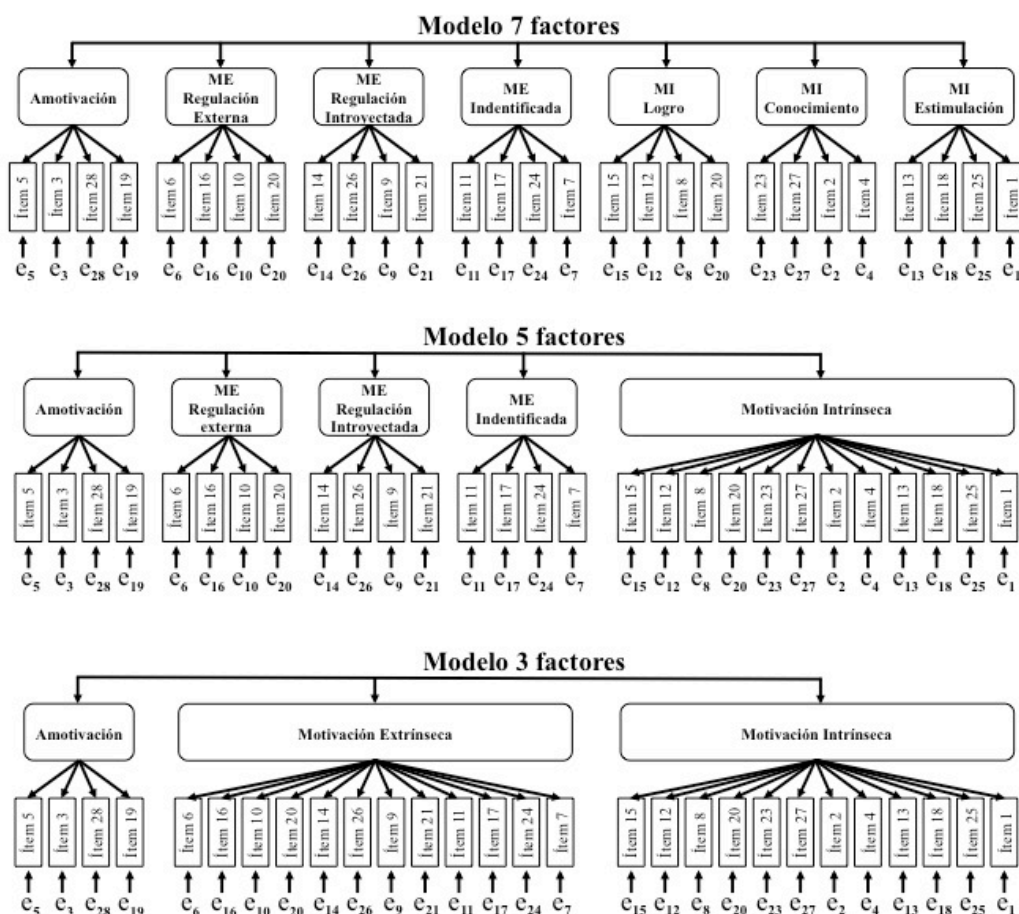 Modelo 7 factores
Amotivación
ME
Regulación
Externa
ME
Regulación
Introyectada
ME
Indentificada
MI
Logro
MI
Conocimiento
MI
Estimulación
Ítem 5 Ítem 3 Ítem 28 Ítem 19 Ítem 6 Ítem 16 Ítem 10 Ítem 20 Ítem 14 Ítem 26 Ítem 9 Ítem 21 Ítem 11 Ítem 17 Ítem 24 Ítem 7 Ítem 15 Ítem 12 Ítem 8 Ítem 20 Ítem 23 Ítem 27 Ítem 2 Ítem 4 Ítem 13 Ítem 18 Ítem 25 Ítem 1
e5 e3 e28 e19 e6 e16 e10 e20 e14 e26 e9 e21 e11 e17 e24 e7 e15 e12 e8 e20 e23 e27 e2 e4 e13 e18 e25 e1
Modelo 5 factores
Amotivación
ME
Regulación
externa
ME
Regulación
Introyectada
ME
Indentificada
Motivación Intrínseca
Ítem 5 Ítem 3 Ítem 28 Ítem 19 Ítem 6 Ítem 16 Ítem 10 Ítem 20 Ítem 14 Ítem 26 Ítem 9 Ítem 21 Ítem 11 Ítem 17 Ítem 24 Ítem 7 Ítem 15 Ítem 12 Ítem 8 Ítem 20 Ítem 23 Ítem 27 Ítem 2 Ítem 4 Ítem 13 Ítem 18 Ítem 25 Ítem 1
e5 e3 e28 e19 e6 e16 e10 e20 e14 e26 e9 e21 e11 e17 e24 e7 e15 e12 e8 e20 e23 e27 e2 e4 e13 e18 e25 e1
Modelo 3 factores
Amotivación
Motivación Extrínseca
Motivación Intrínseca
Ítem 5 Ítem 3 Ítem 28 Ítem 19 Ítem 6 Ítem 16 Ítem 10 Ítem 20 Ítem 14 Ítem 26 Ítem 9 Ítem 21 Ítem 11 Ítem 17 Ítem 24 Ítem 7 Ítem 15 Ítem 12 Ítem 8 Ítem 20 Ítem 23 Ítem 27 Ítem 2 Ítem 4 Ítem 13 Ítem 18 Ítem 25 Ítem 1
e5 e3 e28 e19 e6 e16 e10 e20 e14 e26 e9 e21 e11 e17 e24 e7 e15 e12 e8 e20 e23 e27 e2 e4 e13 e18 e25 e1